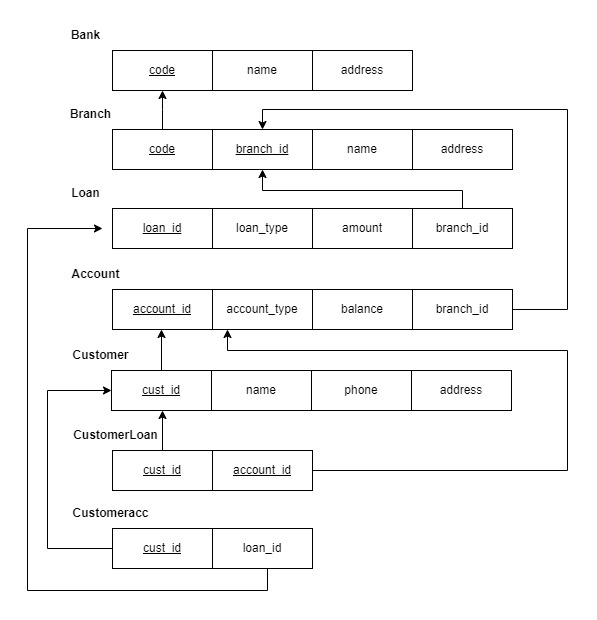 Bank
code name address
Branch
code branch_id name address
Loan
loan_id loan_type amount branch_id
Account
account_id account_type balance branch_id
Customer
cust_id name phone address
CustomerLoan
cust_id account_id
Customeracc
cust_id loan_id